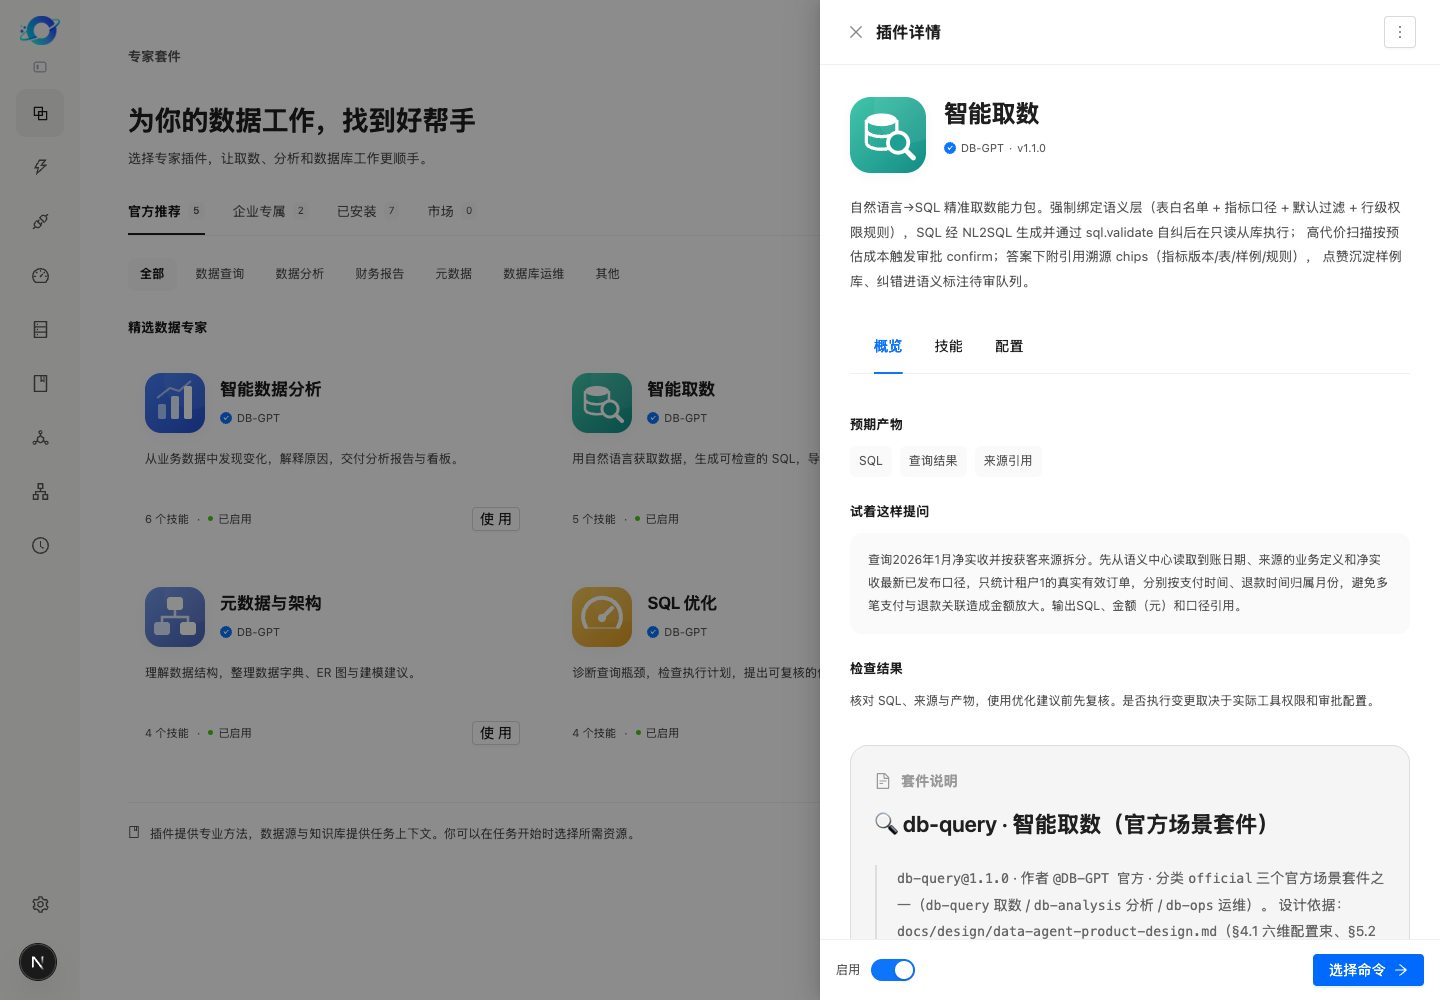 专家套件
为你的数据工作，找到好帮手
选择专家插件，让取数、分析和数据库工作更顺手。
官方推荐 5 企业专属 2 已安装 7 市场 0
全部 数据查询 数据分析 财务报告 元数据 数据库运维 其他
精选数据专家
智能数据分析
DB-GPT
从业务数据中发现变化，解释原因，交付分析报告与看板。
6 个技能 · 已启用
使 用
智能取数
DB-GPT
用自然语言获取数据，生成可检查的 SQL，导
5 个技能 · 已启用
元数据与架构
DB-GPT
理解数据结构，整理数据字典、ER 图与建模建议。
4 个技能 · 已启用
使 用
SQL 优化
DB-GPT
诊断查询瓶颈，检查执行计划，提出可复核的
4 个技能 · 已启用
插件提供专业方法，数据源与知识库提供任务上下文。你可以在任务开始时选择所需资源。
N
插件详情
智能取数
DB-GPT · v1.1.0
自然语言→SQL 精准取数能力包。强制绑定语义层（表白名单 + 指标口径 + 默认过滤 + 行级权
限规则），SQL 经 NL2SQL 生成并通过 sql.validate 自纠后在只读从库执行； 高代价扫描按预
估成本触发审批 confirm；答案下附引用溯源 chips（指标版本/表/样例/规则）， 点赞沉淀样例
库、纠错进语义标注待审队列。
概览 技能 配置
预期产物
SQL 查询结果 来源引用
试着这样提问
查询2026年1月净实收并按获客来源拆分。先从语义中心读取到账日期、来源的业务定义和净实
收最新已发布口径，只统计租户1的真实有效订单，分别按支付时间、退款时间归属月份，避免多
笔支付与退款关联造成金额放大。输出SQL、金额（元）和口径引用。
检查结果
核对 SQL、来源与产物，使用优化建议前先复核。是否执行变更取决于实际工具权限和审批配置。
套件说明
db-query · 智能取数（官方场景套件）
db-query@1.1.0 · 作者 @DB-GPT 官方 · 分类 official 三个官方场景套件之
一（db-query 取数 / db-analysis 分析 / db-ops 运维）。 设计依据：
docs/design/data-agent-product-design.md（§4.1 六维配置束、§5.2
启用
选择命令 →